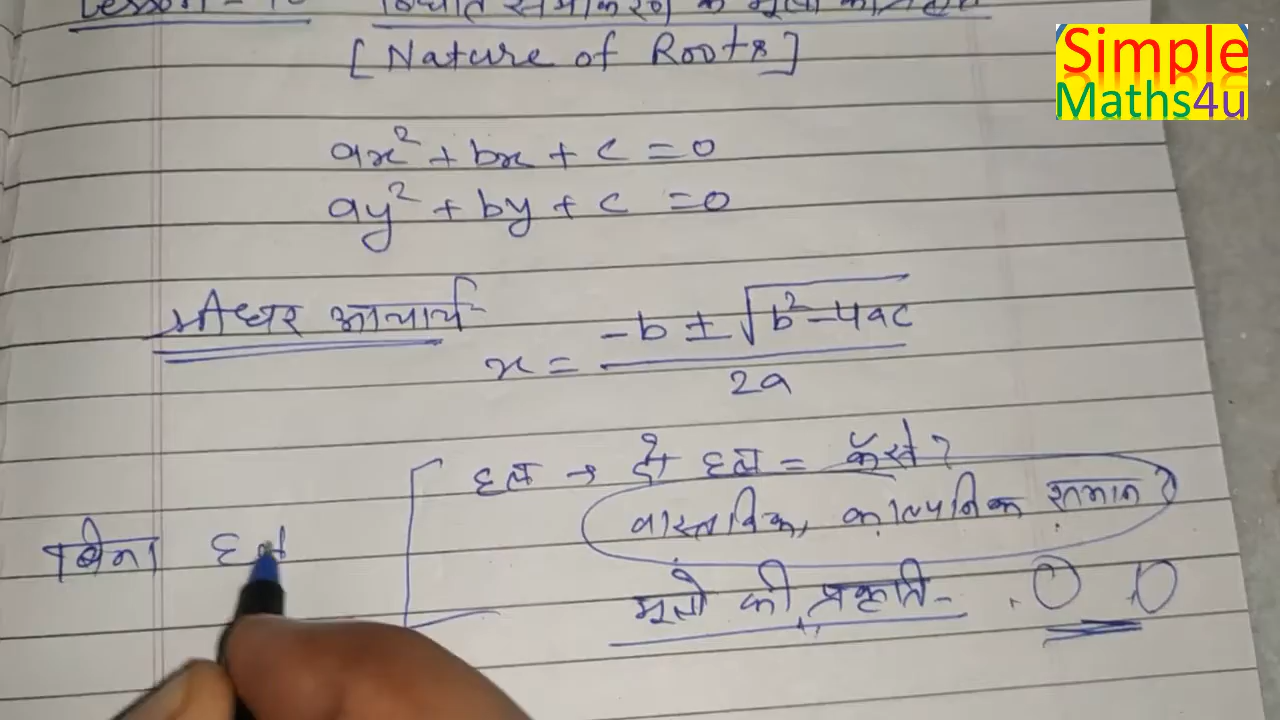 Lesson -
[Nature of Roots]
Simple
Maths4u
ax² + bx + c = 0
ay² + by + c = 0
श्रीधर आचार्य
x = -b ± √b² - 4ac / 2a
हल → दो हल = कैसे?
वास्तविक, काल्पनिक समान?
बिना हल
मूलो की प्रकृति -